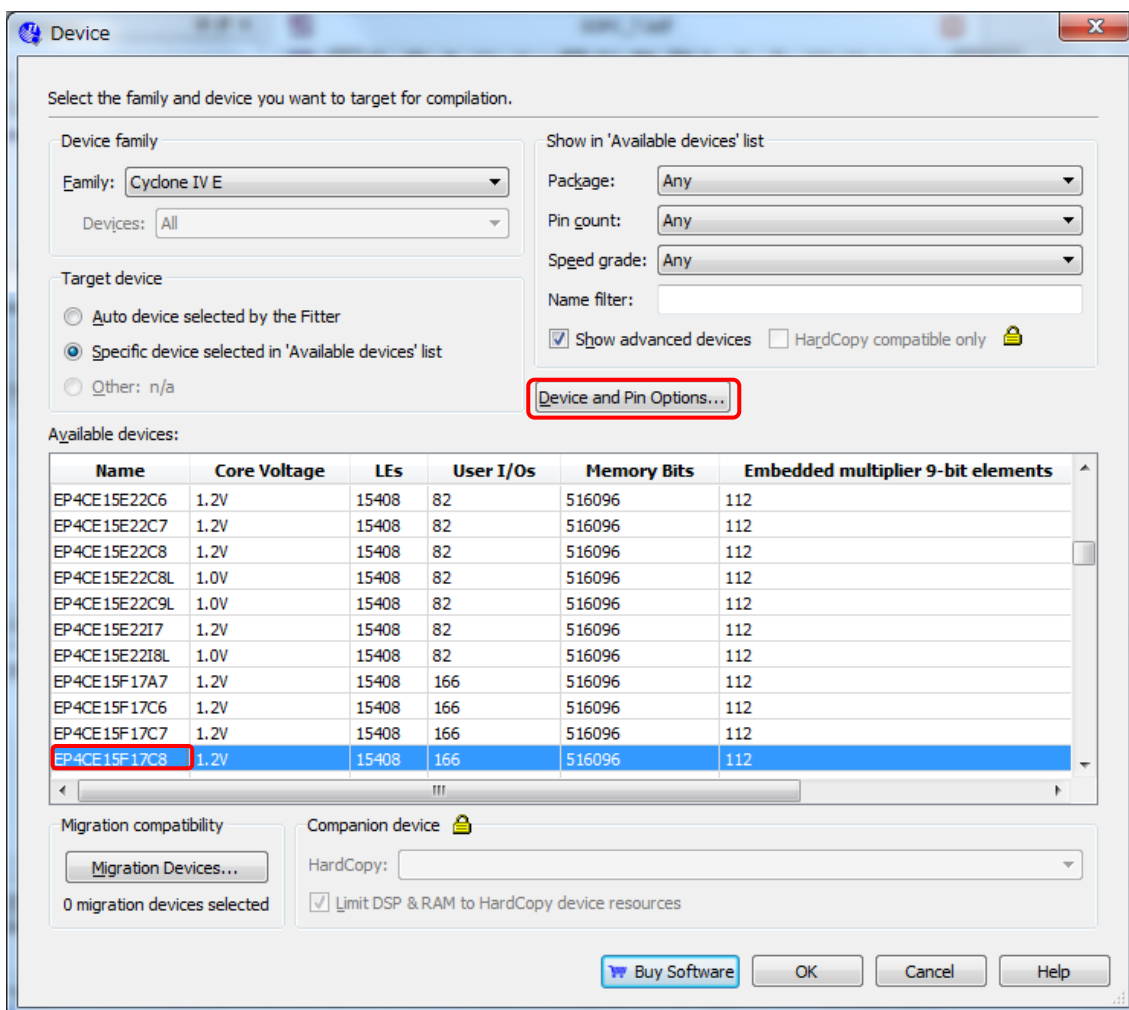 Device
Select the family and device you want to target for compilation.
Device family
Family: Cyclone IV E
Devices: All
Show in 'Available devices' list
Package: Any
Pin count: Any
Speed grade: Any
Name filter:
Show advanced devices HardCopy compatible only
Target device
Auto device selected by the Fitter
Specific device selected in 'Available devices' list
Other: n/a
Device and Pin Options...
Available devices:
Name Core Voltage LEs User I/Os Memory Bits Embedded multiplier 9-bit elements
EP4CE15E22C6 1.2V 15408 82 516096 112
EP4CE15E22C7 1.2V 15408 82 516096 112
EP4CE15E22C8 1.2V 15408 82 516096 112
EP4CE15E22C8L 1.0V 15408 82 516096 112
EP4CE15E22C9L 1.0V 15408 82 516096 112
EP4CE15E22I7 1.2V 15408 82 516096 112
EP4CE15E22I8L 1.0V 15408 82 516096 112
EP4CE15F17A7 1.2V 15408 166 516096 112
EP4CE15F17C6 1.2V 15408 166 516096 112
EP4CE15F17C7 1.2V 15408 166 516096 112
EP4CE15F17C8 1.2V 15408 166 516096 112
Migration compatibility
Migration Devices...
0 migration devices selected
Companion device
HardCopy:
Limit DSP & RAM to HardCopy device resources
Buy Software OK Cancel Help